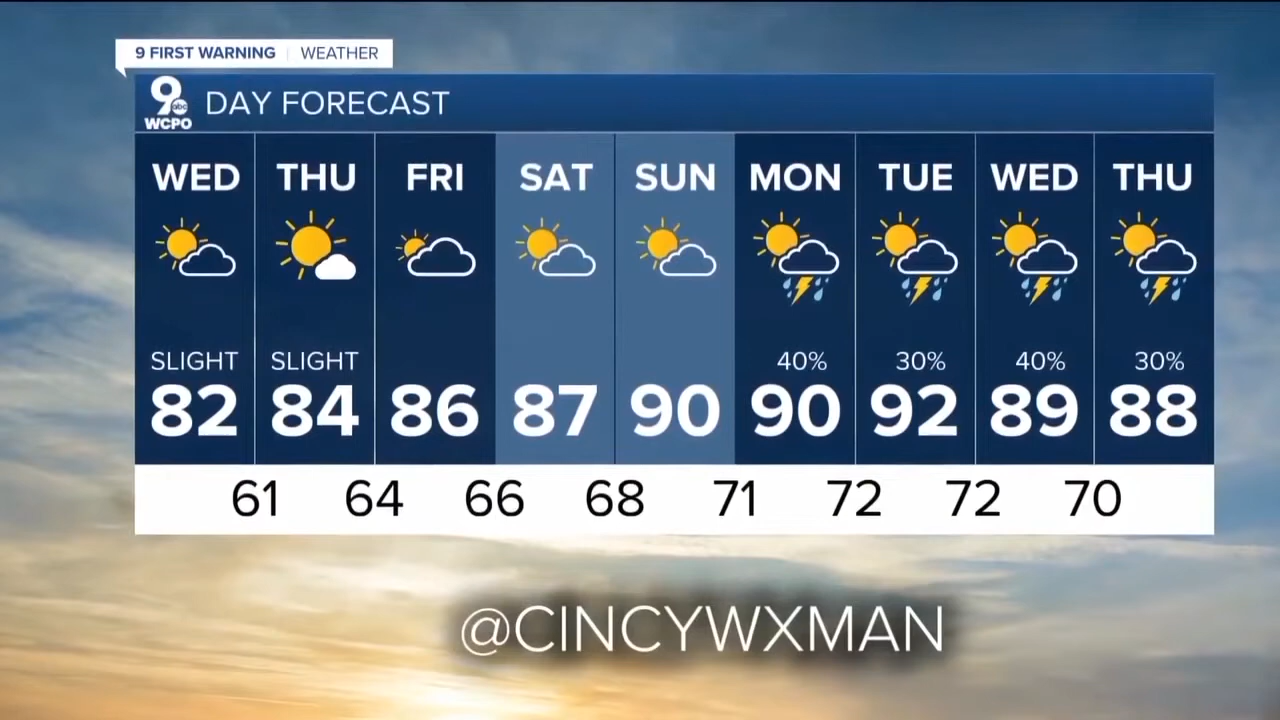 9 FIRST WARNING | WEATHER
9 abc
WCPO
DAY FORECAST
WED THU FRI SAT SUN MON TUE WED THU
SLIGHT SLIGHT 40% 30% 40% 30%
82 84 86 87 90 90 92 89 88
61 64 66 68 71 72 72 70
@CINCYWXMAN